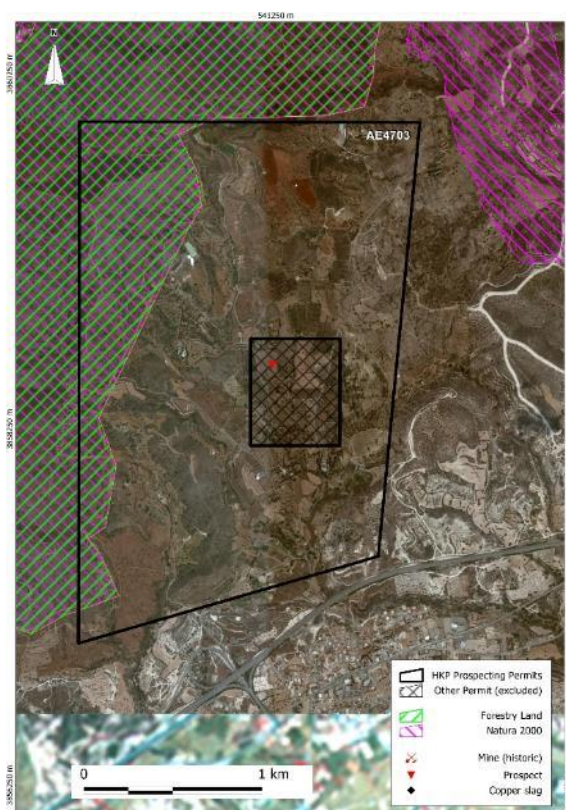 541250 m
3860250 m
N
AE4703
3858250 m
HKP Prospecting Permits
Other Permit (excluded)
Forestry Land
Natura 2000
Mine (historic)
Prospect
Copper slag
0 1 km
3856250 m